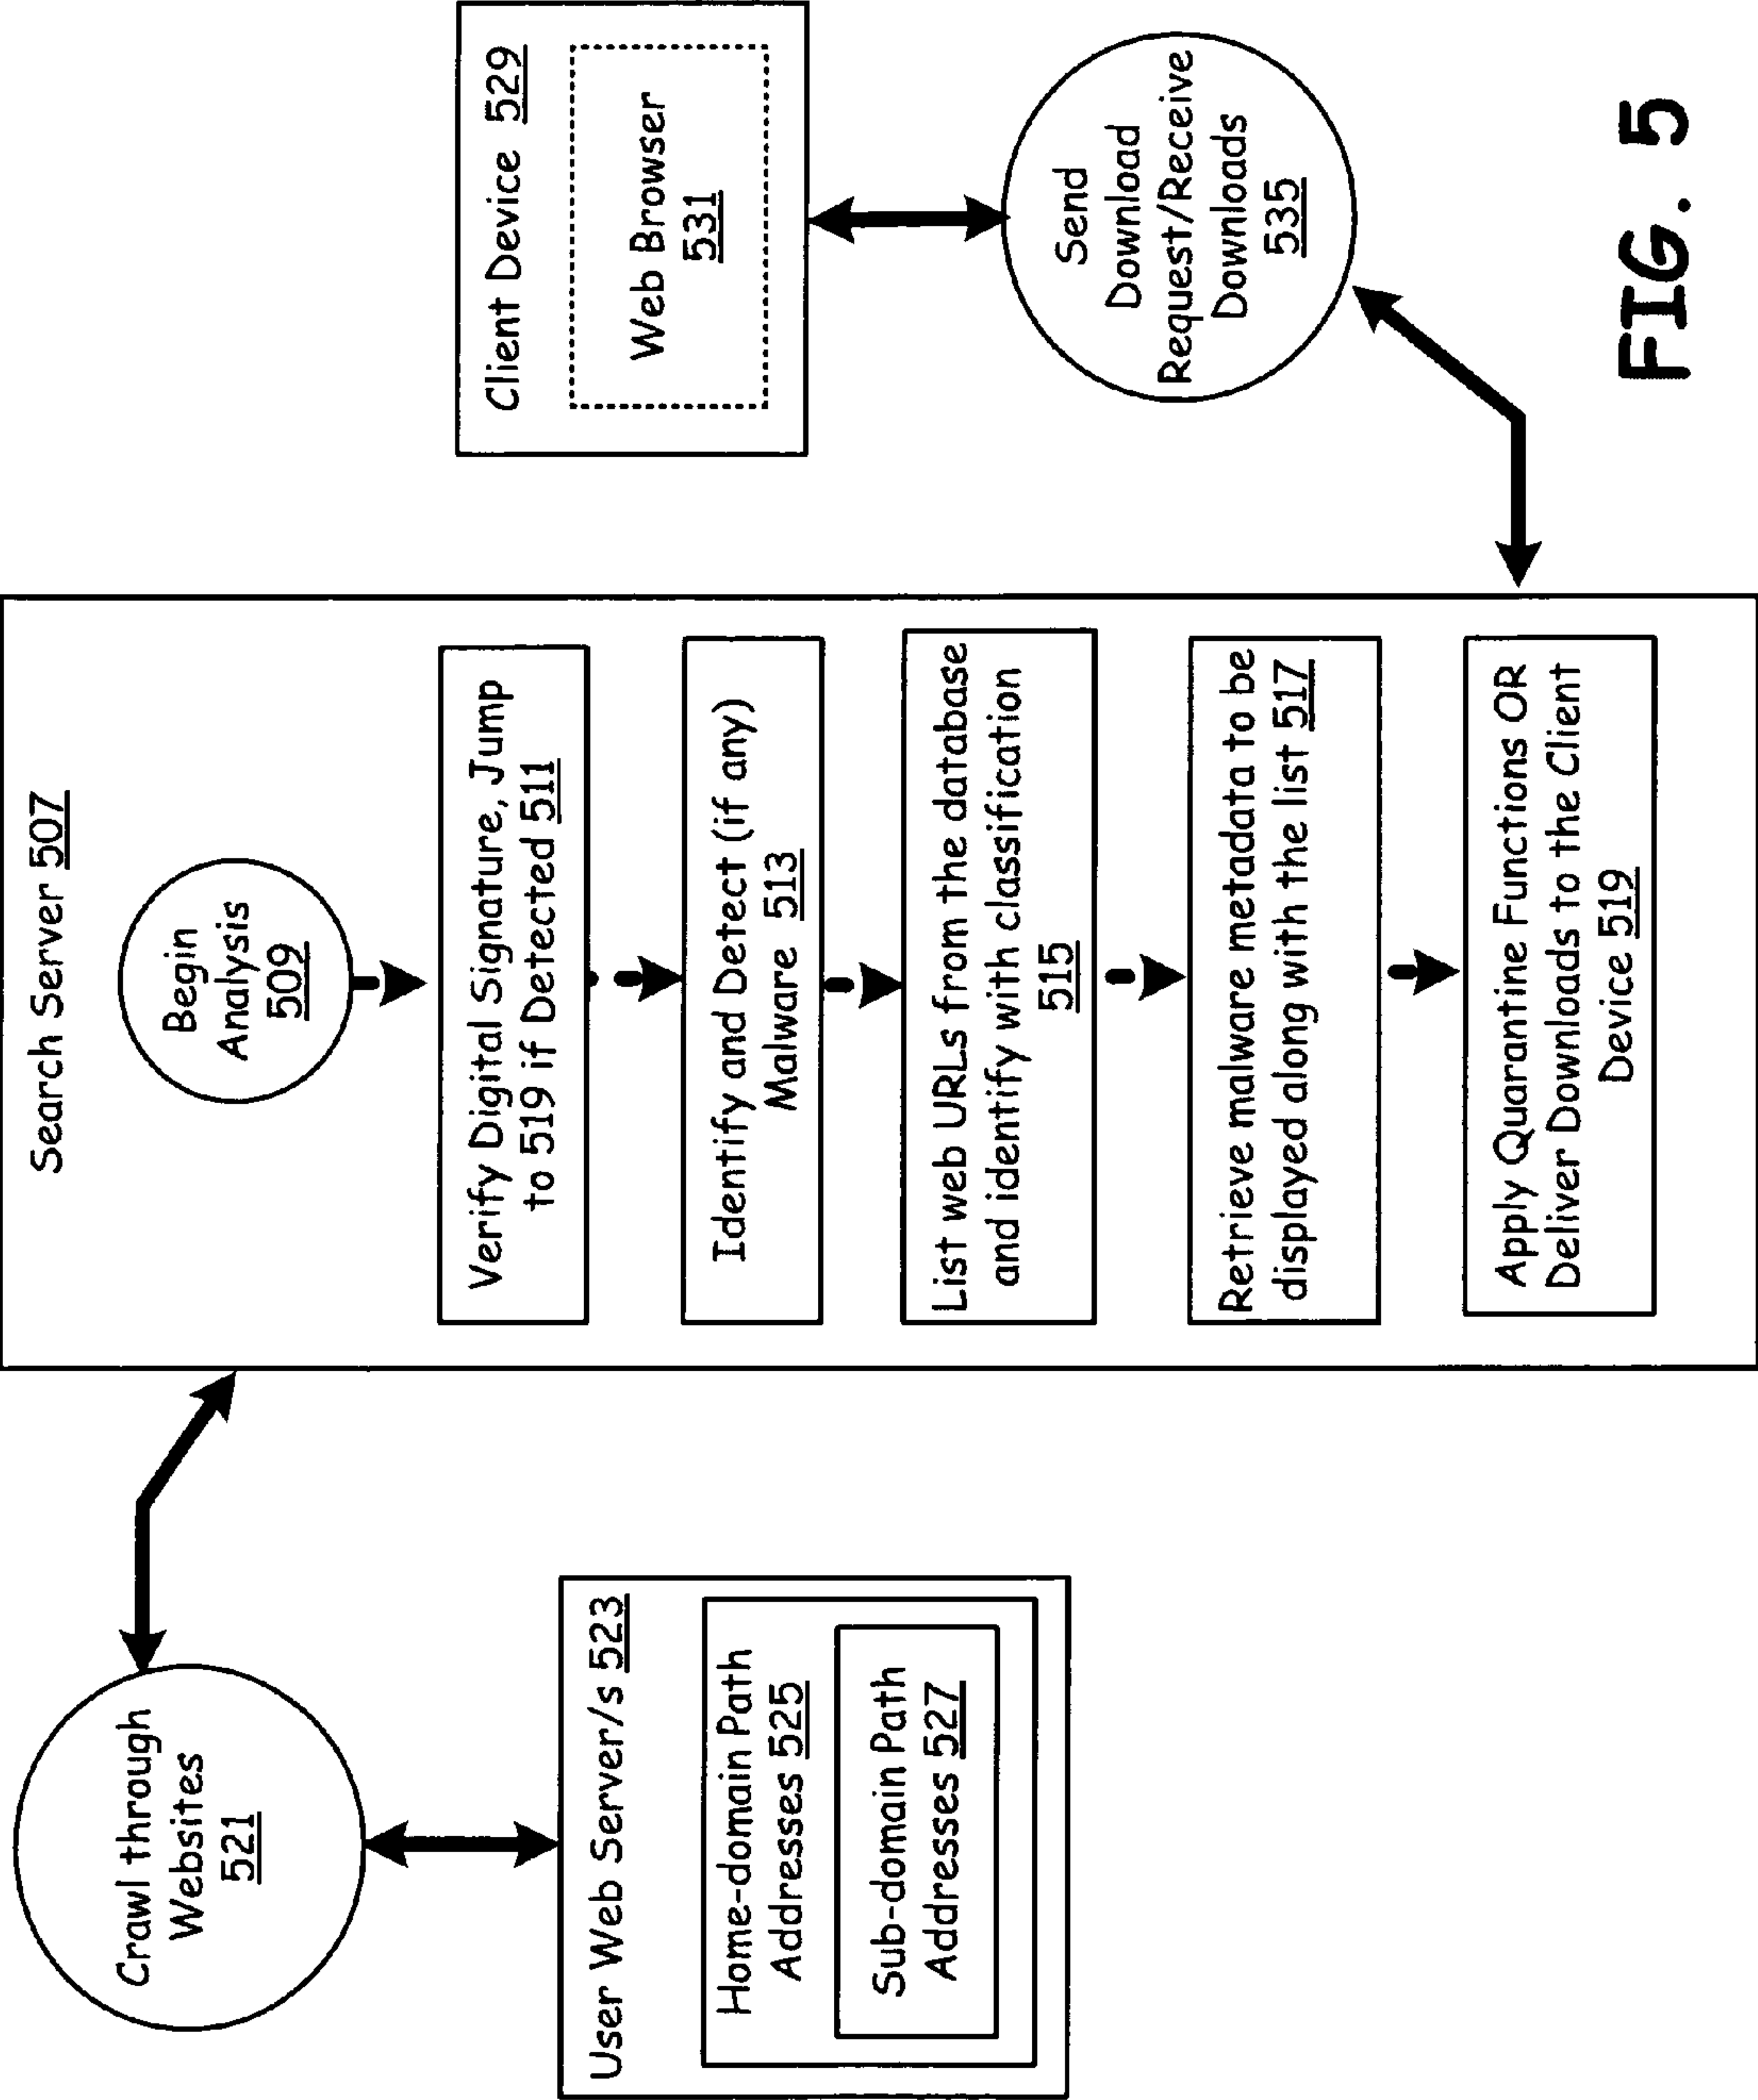 Crawl through
Websites
521
User Web Server/s 523
Home-domain Path
Addresses 525
Sub-domain Path
Addresses 527
Search Server 507
Begin
Analysis
509
Verify Digital Signature, Jump
to 519 if Detected 511
Identify and Detect (if any)
Malware 513
List web URLs from the database
and identify with classification
515
Retrieve malware metadata to be
displayed along with the list 517
Apply Quarantine Functions OR
Deliver Downloads to the Client
Device 519
Client Device 529
Web Browser
531
Send
Download
Request/Receive
Downloads
535
FIG. 5